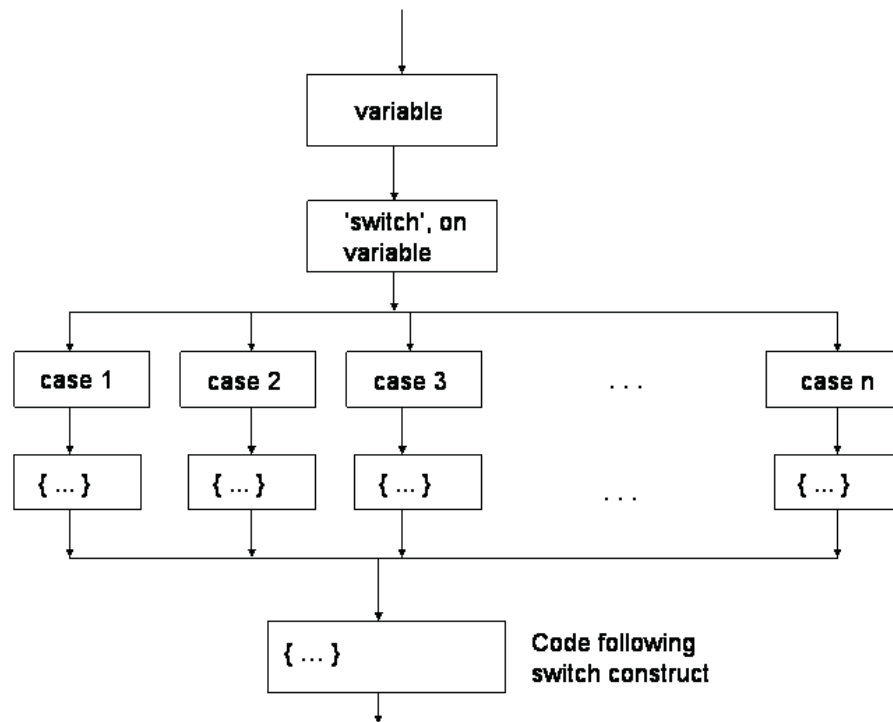 variable
'switch', on
variable
case 1
case 2
case 3
. . .
case n
{ ... }
{ ... }
{ ... }
. . .
{ ... }
{ ... }
Code following
switch construct